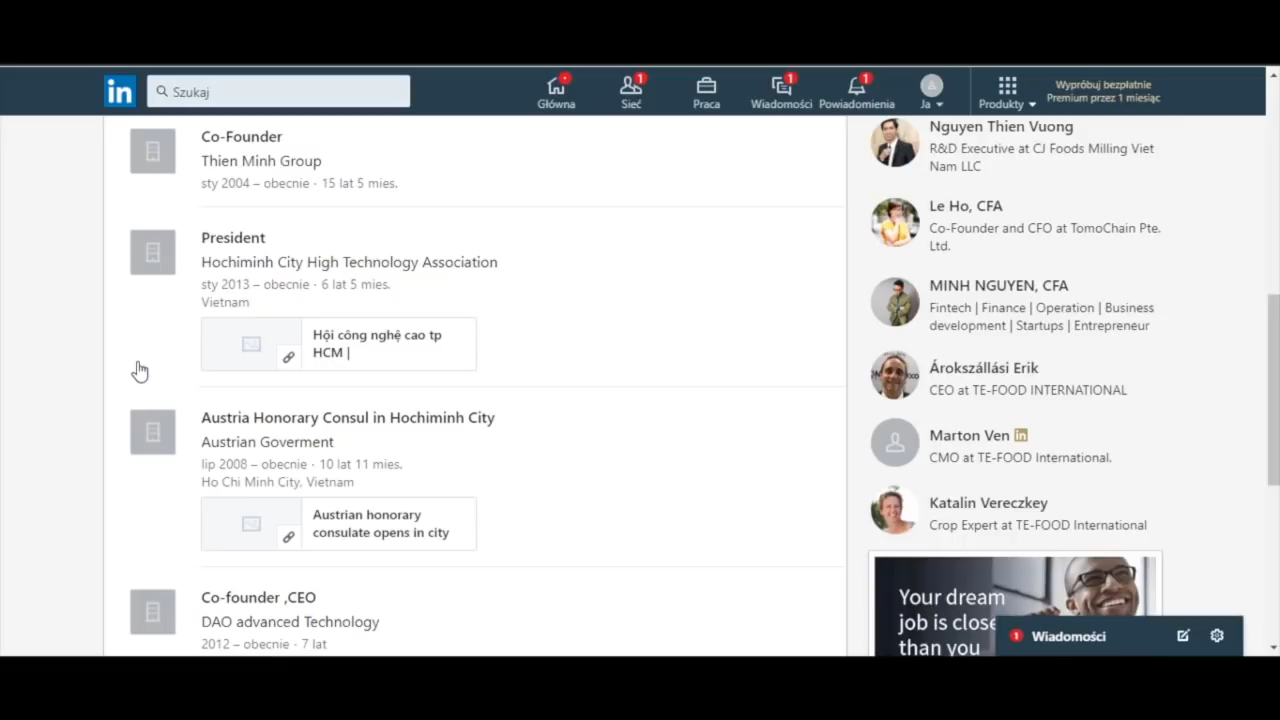 in
Szukaj
Główna
1
Sieć
Praca
1
Wiadomości
1
Powiadomienia
Ja
Produkty
Wypróbuj bezpłatnie
Premium przez 1 miesiąc
Co-Founder
Thien Minh Group
sty 2004 – obecnie · 15 lat 5 mies.
President
Hochiminh City High Technology Association
sty 2013 – obecnie · 6 lat 5 mies.
Vietnam
Hội công nghệ cao tp
HCM |
Austria Honorary Consul in Hochiminh City
Austrian Goverment
lip 2008 – obecnie · 10 lat 11 mies.
Ho Chi Minh City, Vietnam
Austrian honorary
consulate opens in city
Co-founder ,CEO
DAO advanced Technology
2012 – obecnie · 7 lat
Nguyen Thien Vuong
R&D Executive at CJ Foods Milling Viet
Nam LLC
Le Ho, CFA
Co-Founder and CFO at TomoChain Pte.
Ltd.
MINH NGUYEN, CFA
Fintech | Finance | Operation | Business
development | Startups | Entrepreneur
Árokszállási Erik
CEO at TE-FOOD INTERNATIONAL
Marton Ven in
CMO at TE-FOOD International.
Katalin Vereczkey
Crop Expert at TE-FOOD International
Your dream
job is close
than you
1 Wiadomości